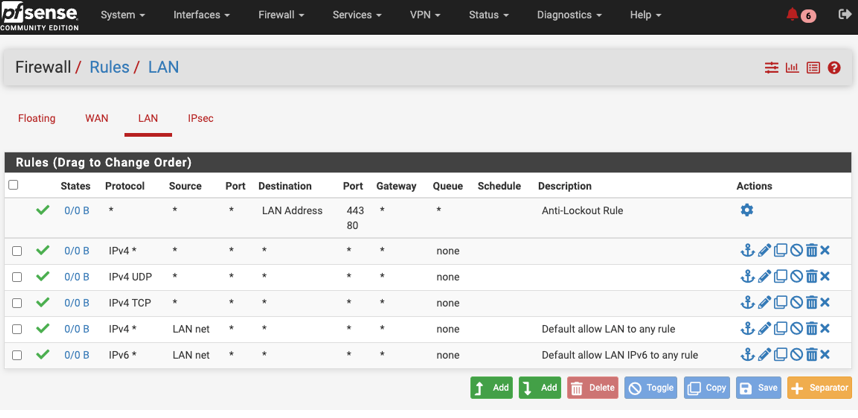 pfsense System Interfaces Firewall Services VPN Status Diagnostics Help 6
COMMUNITY EDITION
Firewall / Rules / LAN
Floating WAN LAN IPsec
Rules (Drag to Change Order)
States Protocol Source Port Destination Port Gateway Queue Schedule Description Actions
0/0 B * * * LAN Address 443 * * Anti-Lockout Rule
80
0/0 B IPv4 * * * * * * none
0/0 B IPv4 UDP * * * * * none
0/0 B IPv4 TCP * * * * * none
0/0 B IPv4 * LAN net * * * * none Default allow LAN to any rule
0/0 B IPv6 * LAN net * * * * none Default allow LAN IPv6 to any rule
Add Add Delete Toggle Copy Save Separator